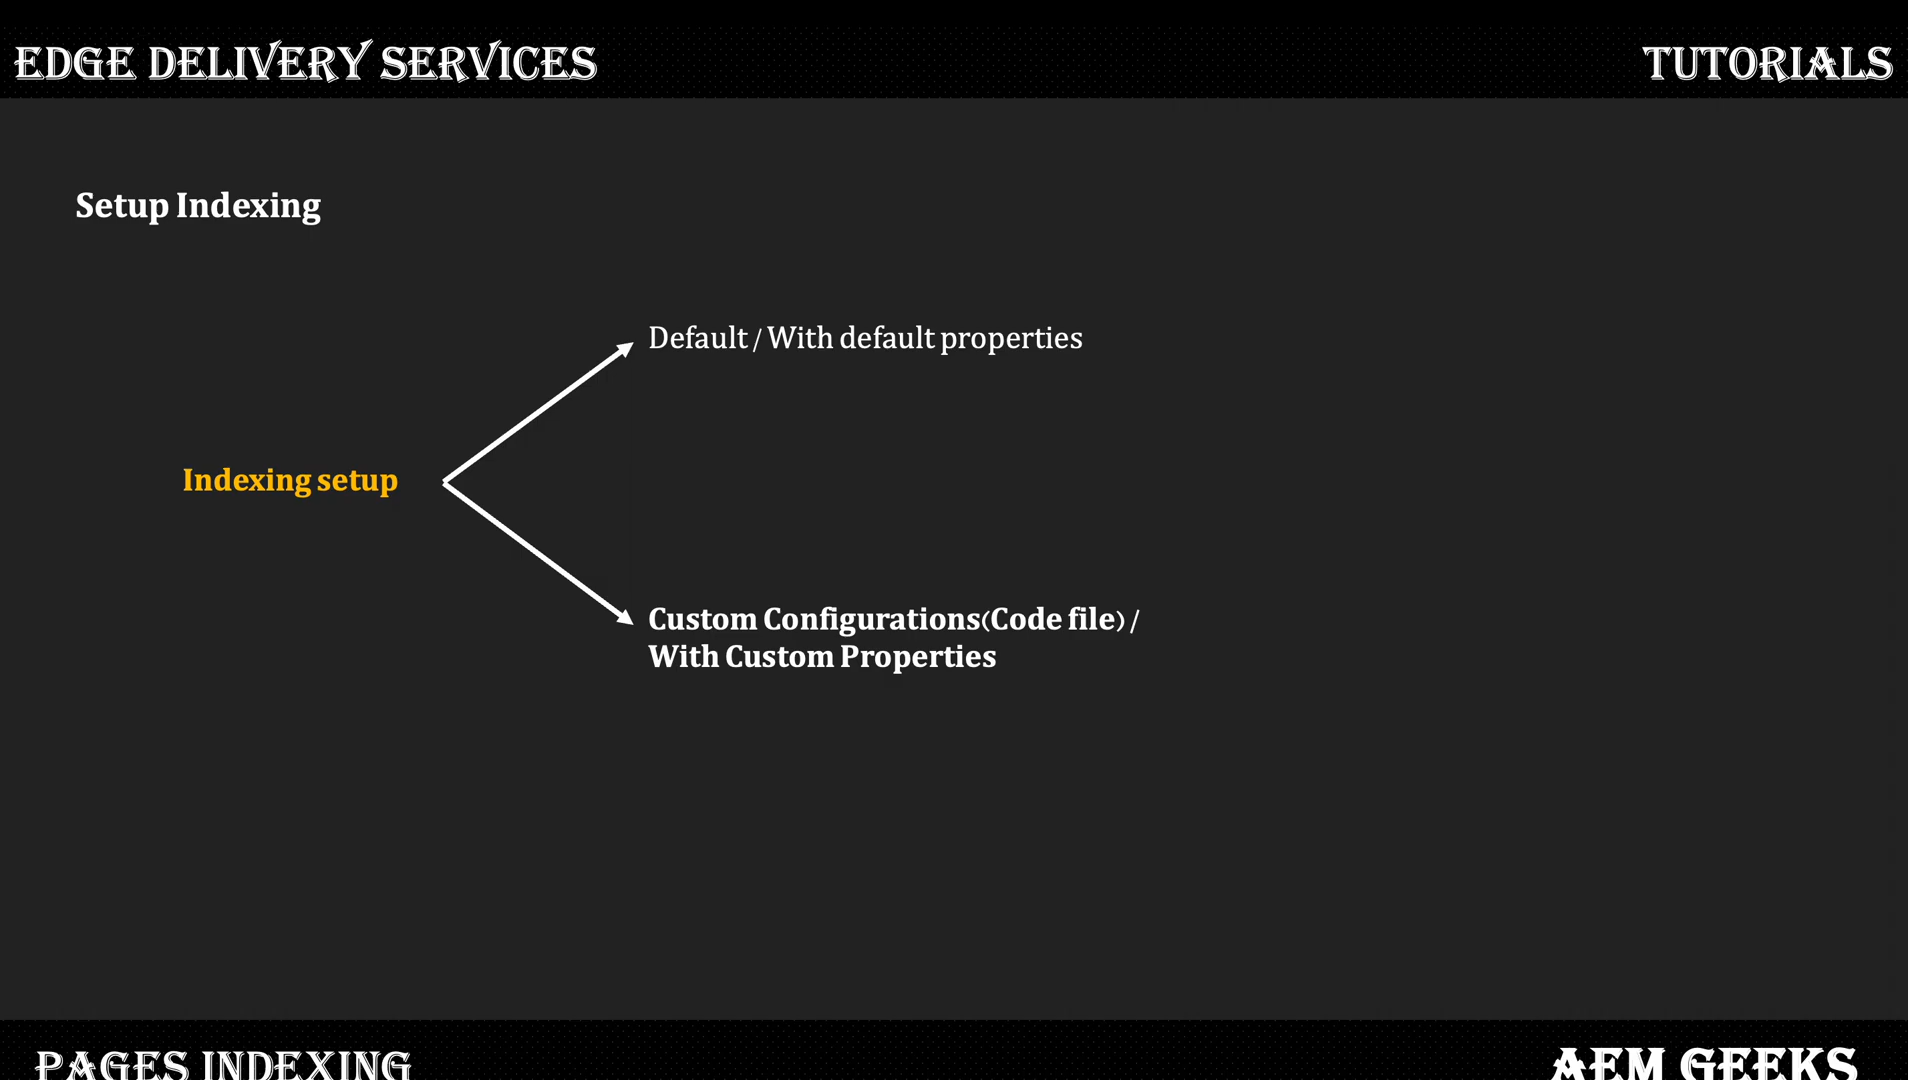 EDGE DELIVERY SERVICES
TUTORIALS
Setup Indexing
Default / With default properties
Indexing setup
Custom Configurations(Code file) /
With Custom Properties
PAGES INDEXING
AEM GEEKS